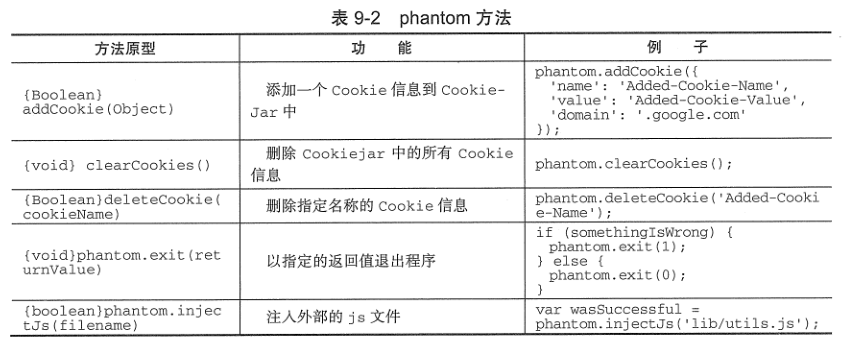 表 9-2 phantom 方法
方法原型
功 能
例 子
{Boolean}
addCookie(Object)
添加一个 Cookie 信息到 Cookie-
Jar 中
phantom.addCookie({
'name': 'Added-Cookie-Name',
'value': 'Added-Cookie-Value',
'domain': '.google.com'
});
{void} clearCookies()
删除 Cookiejar 中的所有 Cookie
信息
phantom.clearCookies();
{Boolean}deleteCookie(
cookieName)
删除指定名称的 Cookie 信息
phantom.deleteCookie('Added-Cooki
e-Name');
{void}phantom.exit(ret
urnValue)
以指定的返回值退出程序
if (somethingIsWrong) {
phantom.exit(1);
} else {
phantom.exit(0);
}
{boolean}phantom.injec
tJs(filename)
注入外部的 js 文件
var wasSuccessful =
phantom.injectJs('lib/utils.js');